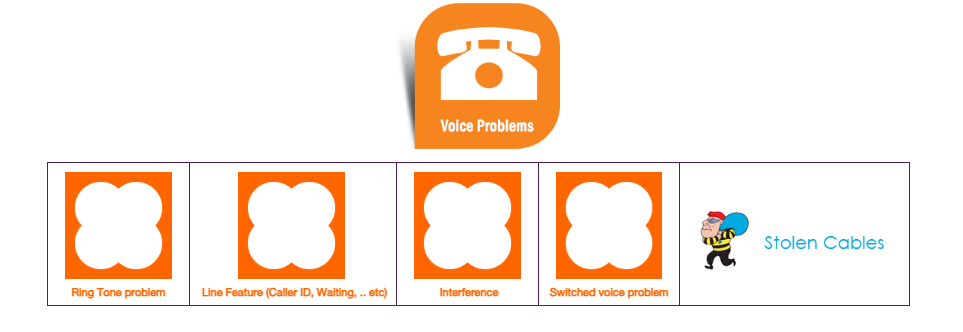 Voice Problems
Ring Tone problem
Line Feature (Caller ID, Waiting, .. etc)
Interference
Switched voice problem
Stolen Cables